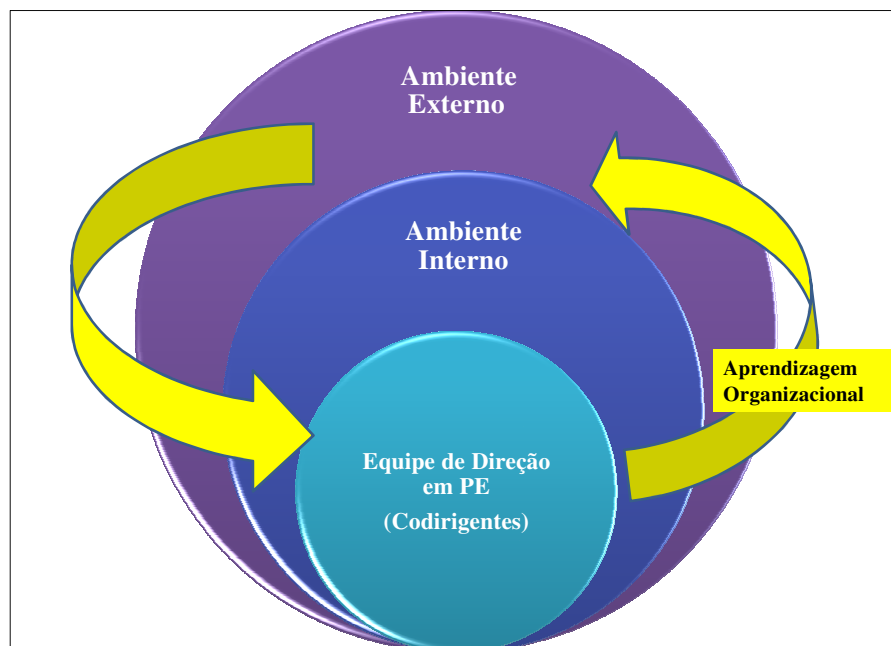 Ambiente
Externo
Ambiente
Interno
Aprendizagem
Organizacional
Equipe de Direção
em PE
(Codirigentes)